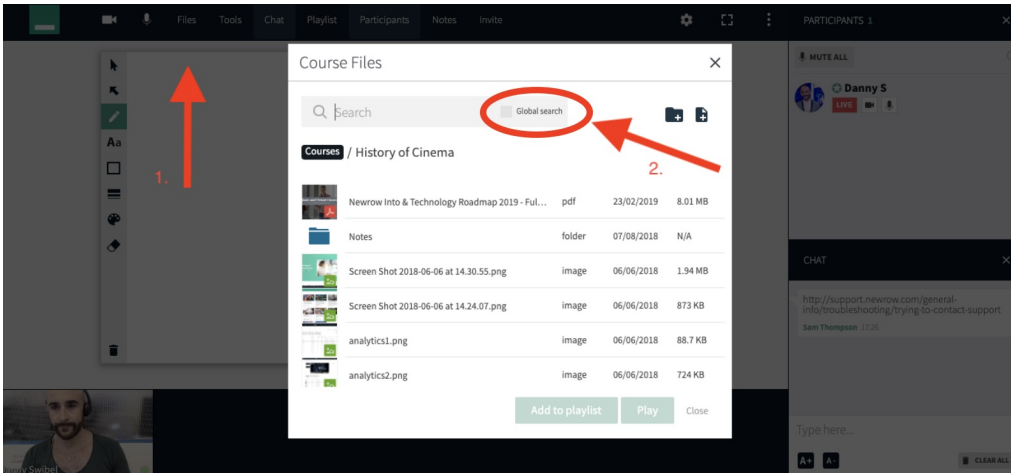 Files Tools Chat Playlist Participants Notes Invite
PARTICIPANTS 1
MUTE ALL
Danny S
LIVE
Aa
1.
Course Files
Search
Global search
2.
Courses / History of Cinema
Newrow Into & Technology Roadmap 2019 - Ful... pdf 23/02/2019 8.01 MB
Notes folder 07/08/2018 N/A
Screen Shot 2018-06-06 at 14.30.55.png image 06/06/2018 1.94 MB
Screen Shot 2018-06-06 at 14.24.07.png image 06/06/2018 873 KB
analytics1.png image 06/06/2018 88.7 KB
analytics2.png image 06/06/2018 724 KB
Add to playlist Play Close
CHAT
http://support.newrow.com/general-
info/troubleshooting/trying-to-contact-support
Sam Thompson 17:26
Type here...
A+ A-
CLEAR ALL
Danny Swibel